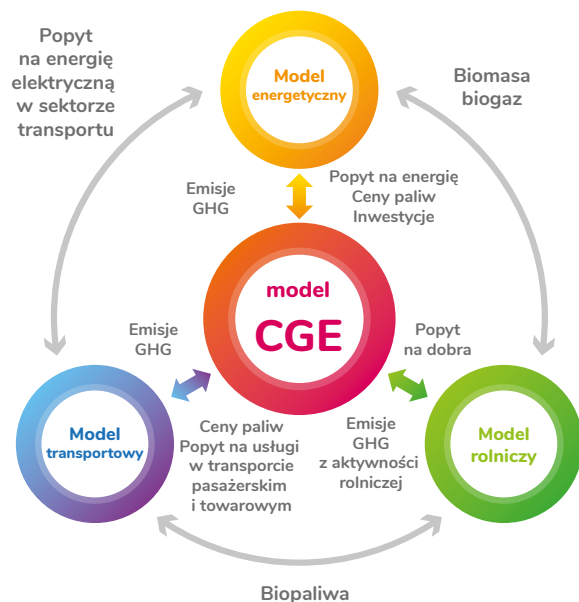 Popyt
na energię
elektryczną
w sektorze
transportu
Model
energetyczny
Biomasa
biogaz
Emisje
GHG
Popyt na energię
Ceny paliw
Inwestycje
model
CGE
Emisje
GHG
Popyt
na dobra
Model
transportowy
Ceny paliw
Popyt na usługi
w transporcie
pasażerskim
i towarowym
Emisje
GHG
z aktywności
rolniczej
Model
rolniczy
Biopaliwa